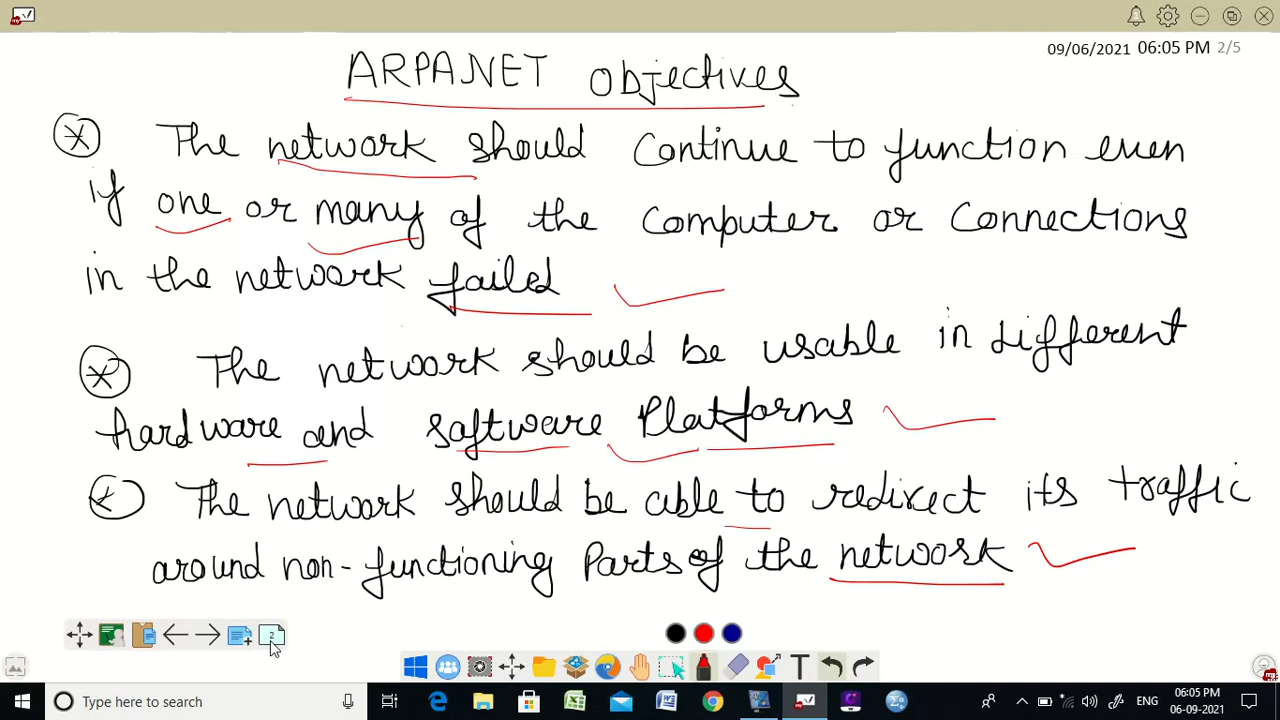 09/06/2021 06:05 PM 2/5
ARPANET objectives
The network should Continue to function even
if one or many of the Computer or Connections
in the network failed
The network should be usable in different
hardware and software Platforms
The network should be able to redirect its traffic
around non-functioning Parts of the network
2
Type here to search
ENG
06:05 PM
06-09-2021